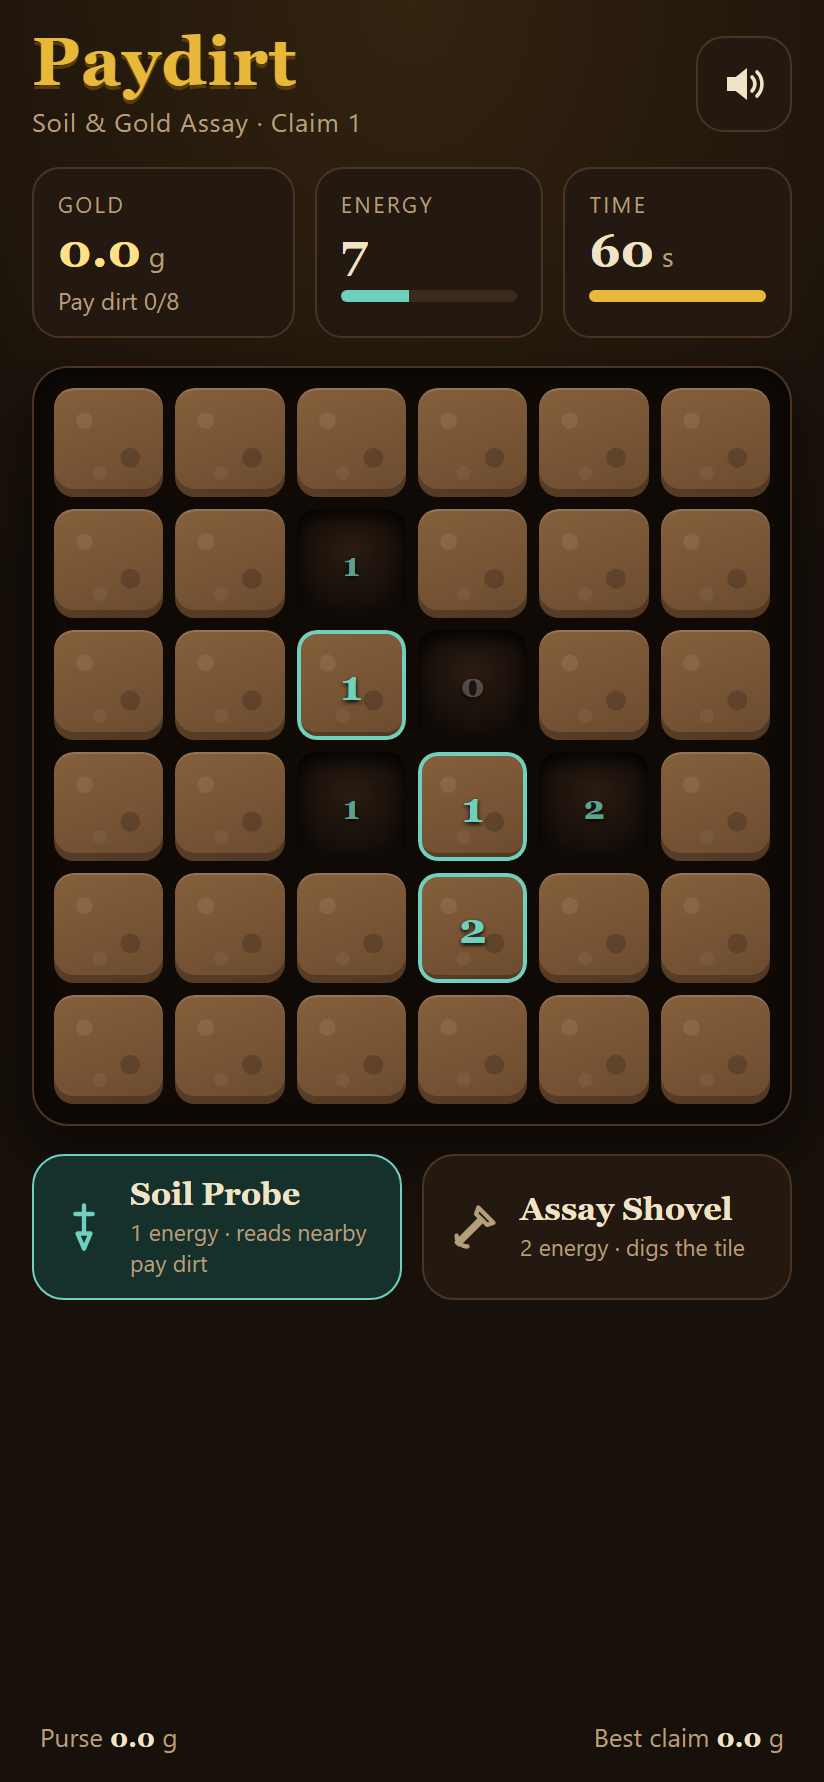 Paydirt
Soil & Gold Assay · Claim 1
GOLD
0.0 g
Pay dirt 0/8
ENERGY
7
TIME
60 s
1
1
0
1
1
2
2
Soil Probe
1 energy · reads nearby
pay dirt
Assay Shovel
2 energy · digs the tile
Purse 0.0 g
Best claim 0.0 g